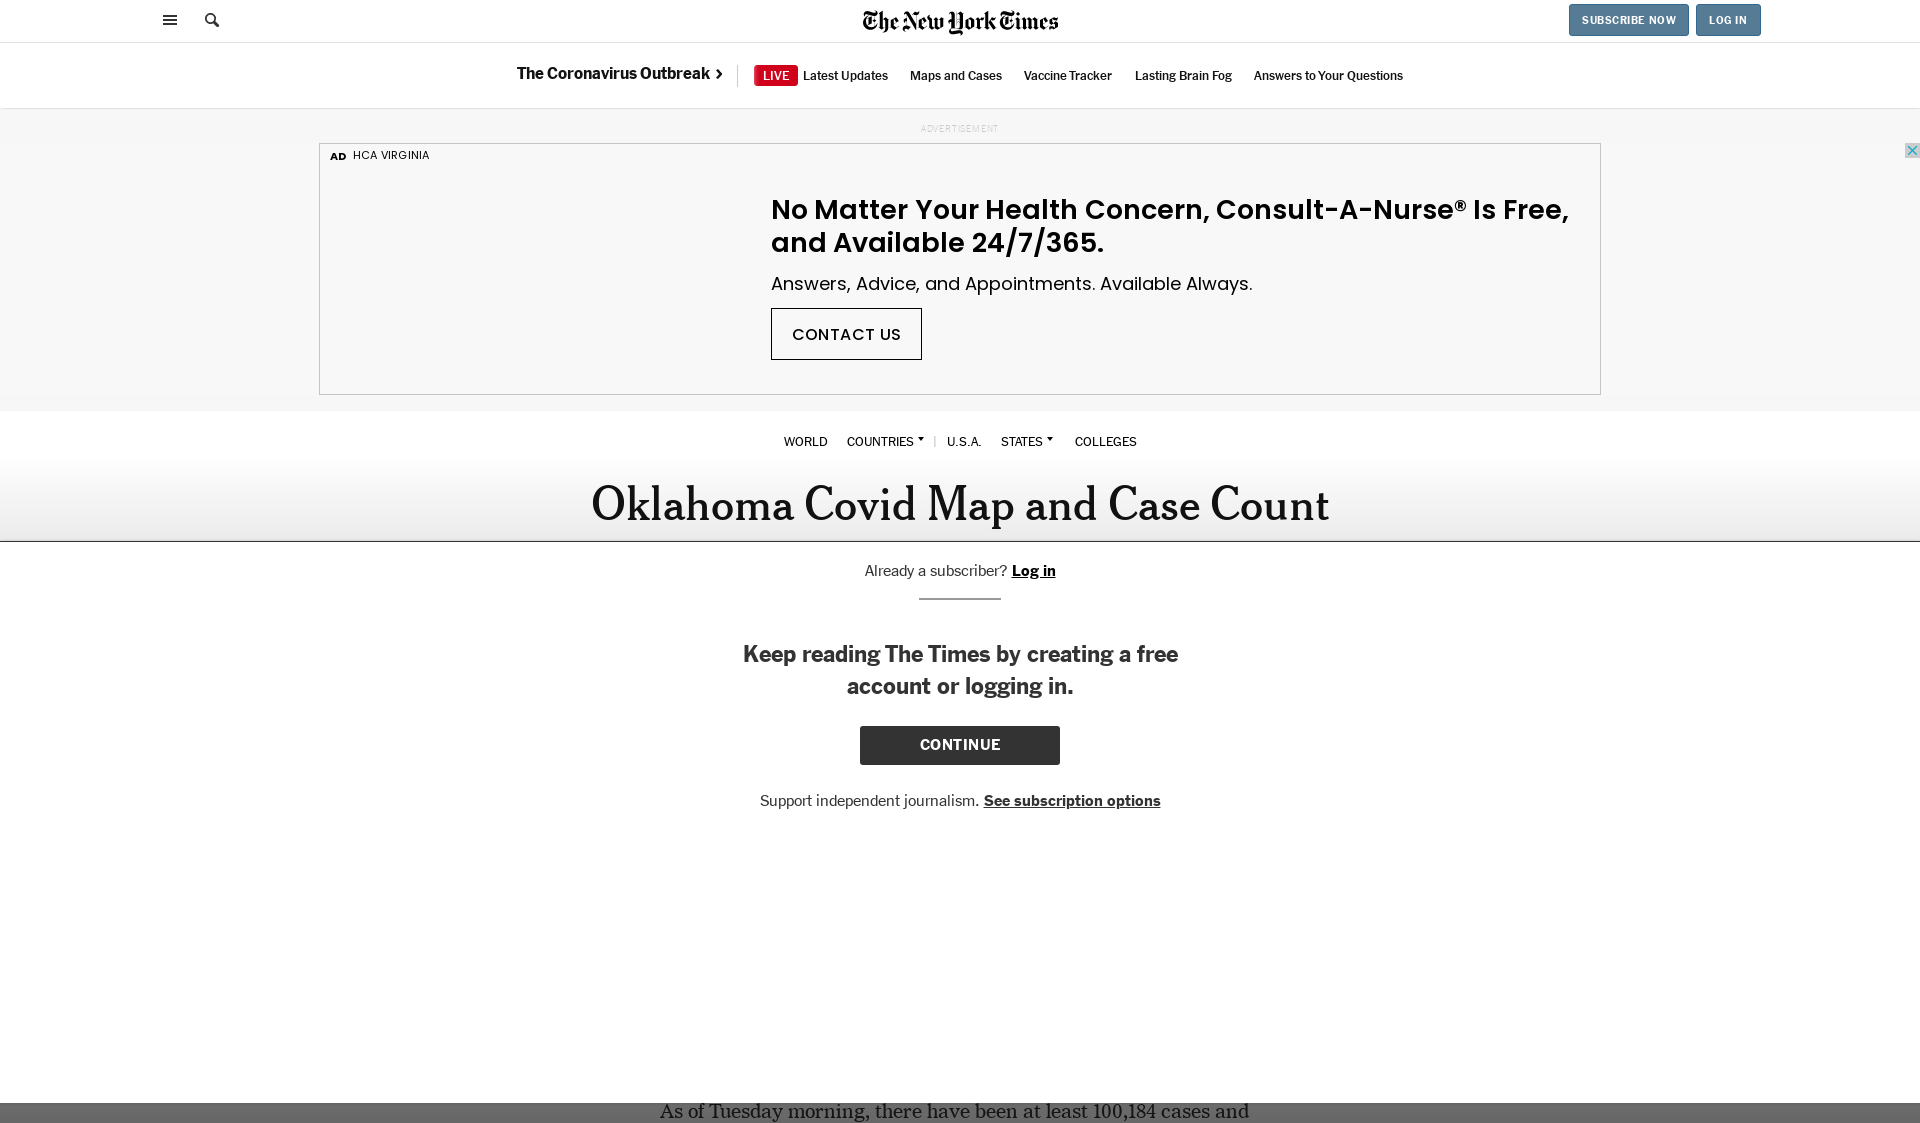 The New York Times
SUBSCRIBE NOW
LOG IN
The Coronavirus Outbreak ›
LIVE Latest Updates
Maps and Cases
Vaccine Tracker
Lasting Brain Fog
Answers to Your Questions
ADVERTISEMENT
AD HCA VIRGINIA
No Matter Your Health Concern, Consult-A-Nurse® Is Free,
and Available 24/7/365.
Answers, Advice, and Appointments. Available Always.
CONTACT US
WORLD COUNTRIES | U.S.A. STATES COLLEGES
Oklahoma Covid Map and Case Count
Already a subscriber? Log in
Keep reading The Times by creating a free
account or logging in.
CONTINUE
Support independent journalism. See subscription options
As of Tuesday morning, there have been at least 100,184 cases and